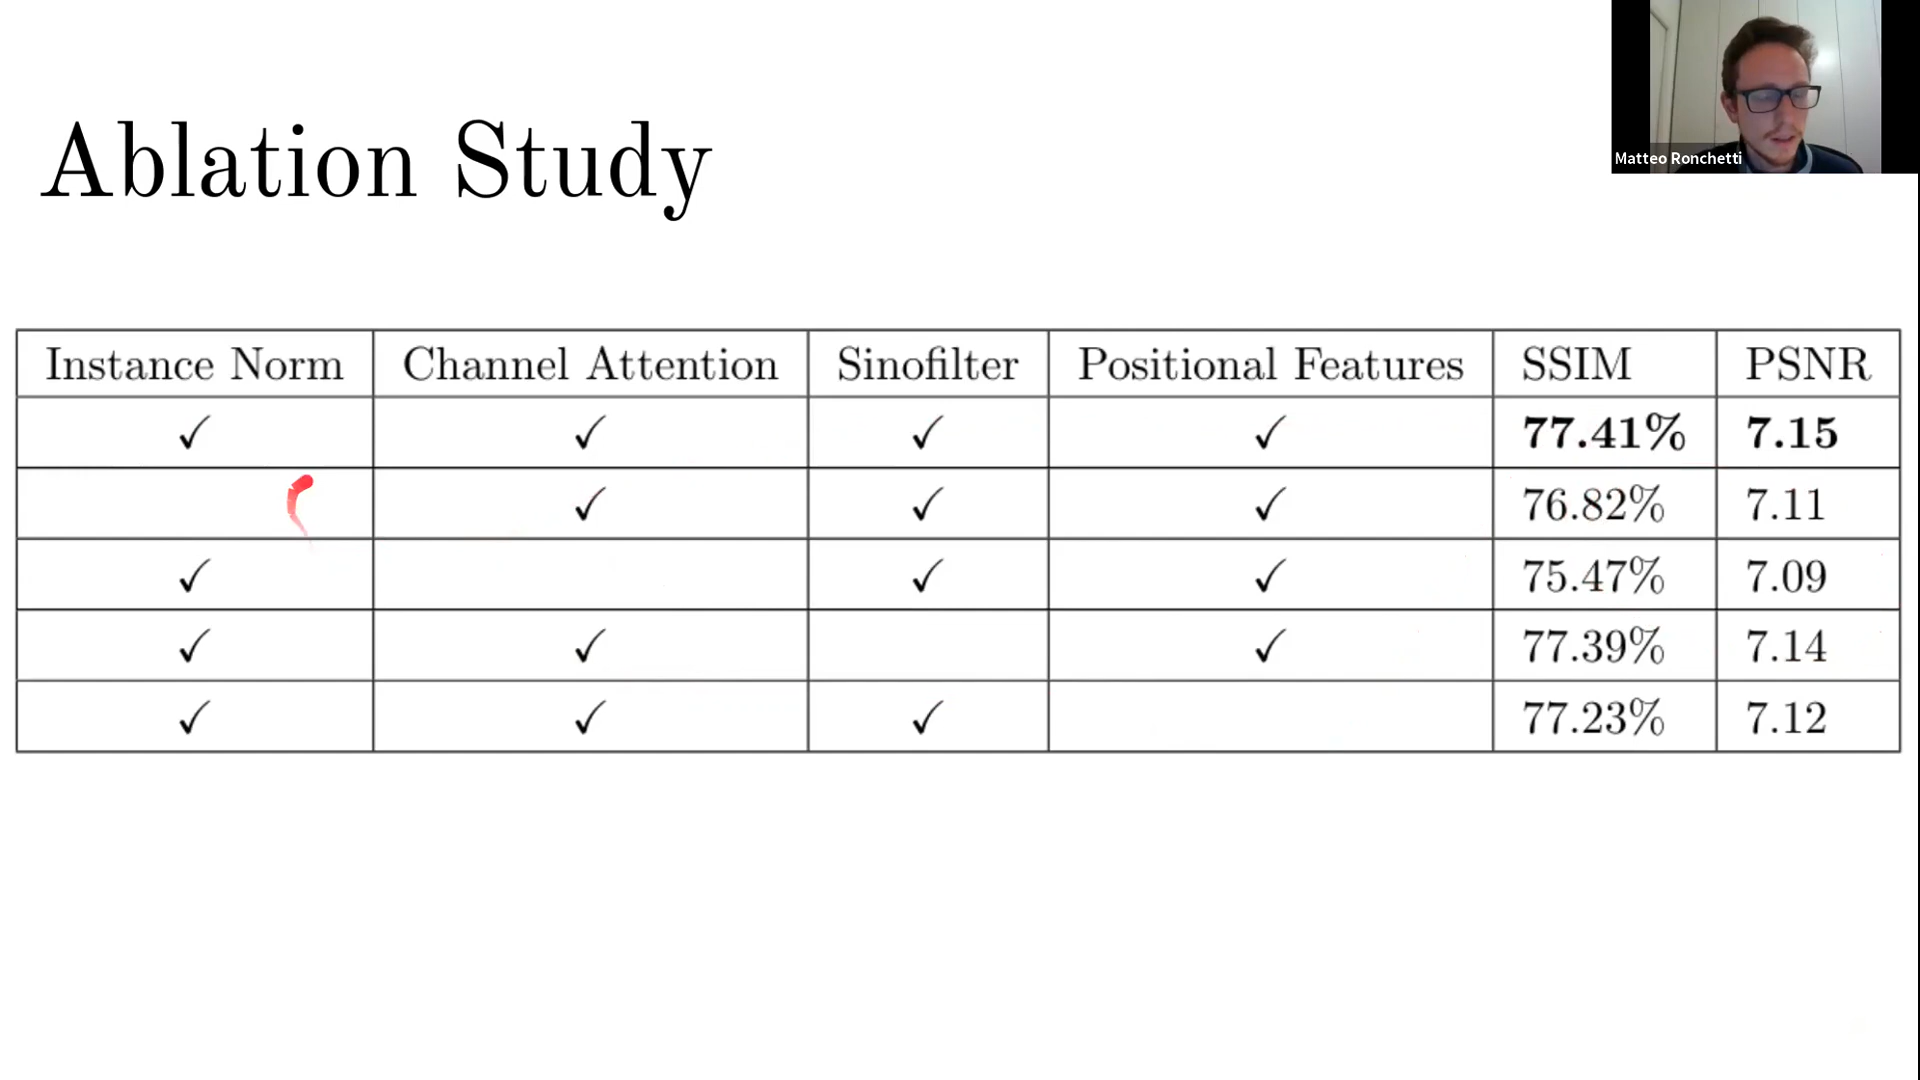 Matteo Ronchetti
Ablation Study
Instance Norm Channel Attention Sinofilter Positional Features SSIM PSNR
✓ ✓ ✓ ✓ 77.41% 7.15
✓ ✓ ✓ 76.82% 7.11
✓ ✓ ✓ 75.47% 7.09
✓ ✓ ✓ 77.39% 7.14
✓ ✓ ✓ 77.23% 7.12